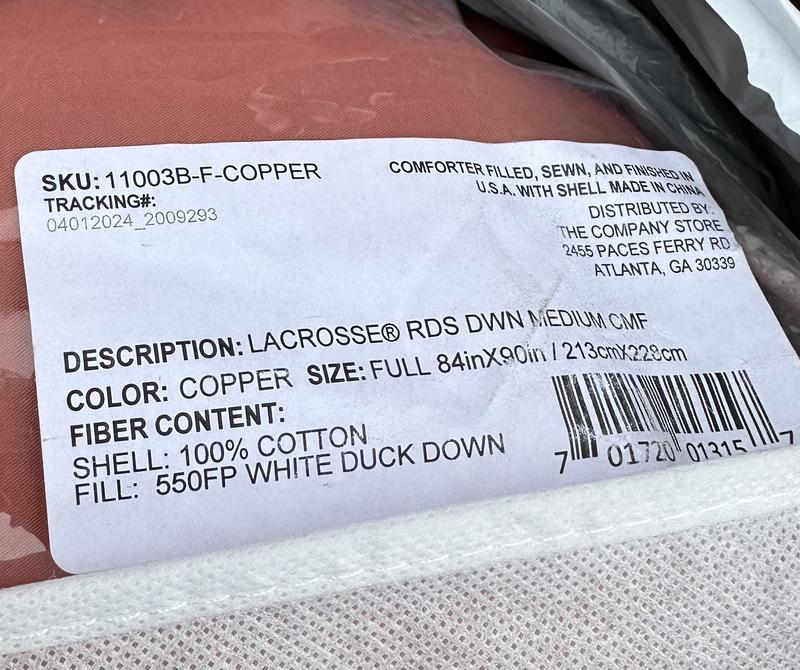 SKU: 11003B-F-COPPER
TRACKING#:
04012024_2009293
COMFORTER FILLED, SEWN, AND FINISHED IN
U.S.A. WITH SHELL MADE IN CHINA
DISTRIBUTED BY:
THE COMPANY STORE
2455 PACES FERRY RD
ATLANTA, GA 30339
DESCRIPTION: LACROSSE® RDS DWN MEDIUM CMF
COLOR: COPPER SIZE: FULL 84inX90in / 213cmX228cm
FIBER CONTENT:
SHELL: 100% COTTON
FILL: 550FP WHITE DUCK DOWN
7 01720 01315 7